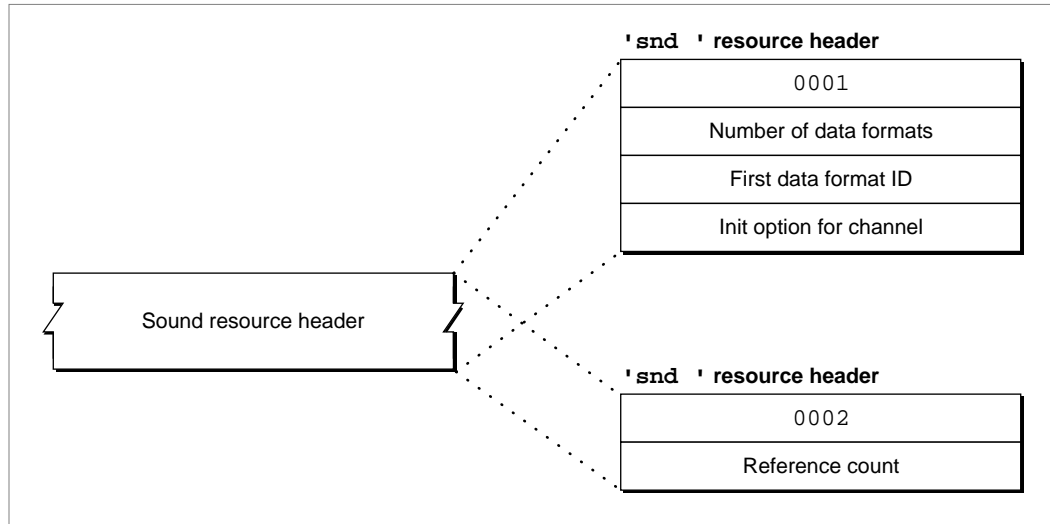 'snd ' resource header
0001
Number of data formats
First data format ID
Init option for channel
Sound resource header
'snd ' resource header
0002
Reference count